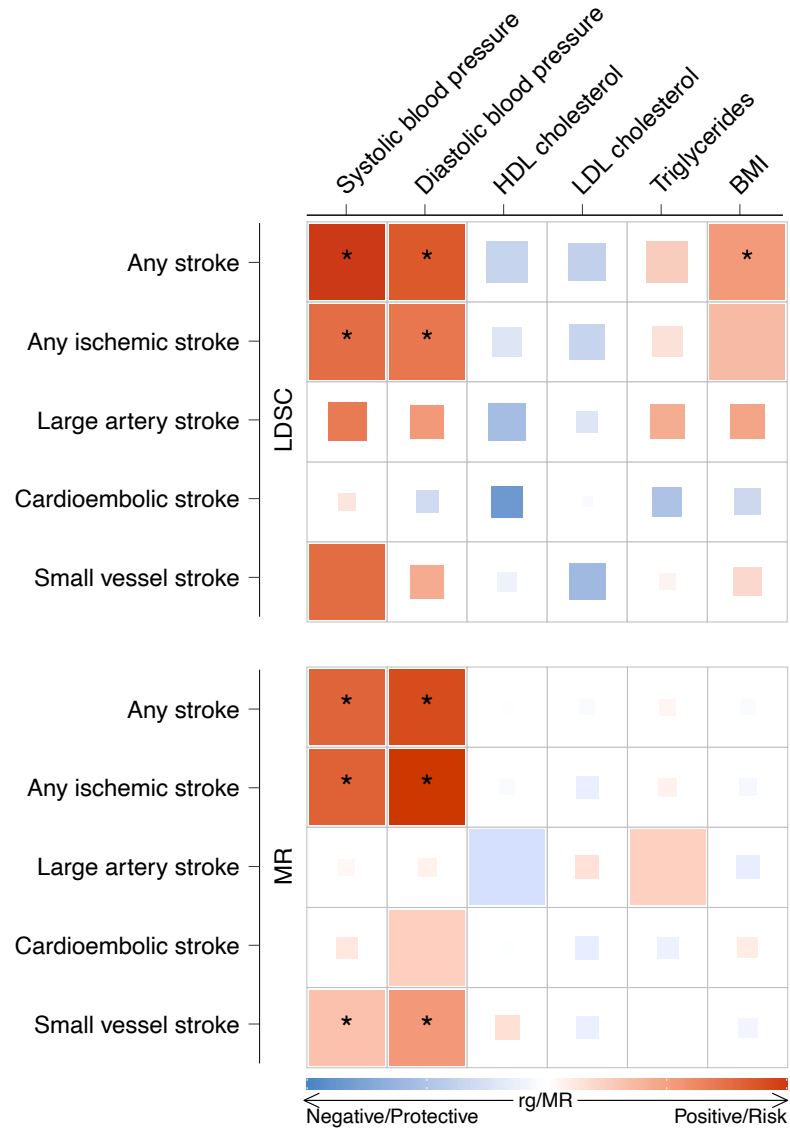 Systolic blood pressure
Diastolic blood pressure
HDL cholesterol
LDL cholesterol
Triglycerides
BMI
LDSC
Any stroke * * *
Any ischemic stroke * *
Large artery stroke
Cardioembolic stroke
Small vessel stroke
MR
Any stroke * *
Any ischemic stroke * *
Large artery stroke
Cardioembolic stroke
Small vessel stroke * *
rg/MR
Negative/Protective Positive/Risk